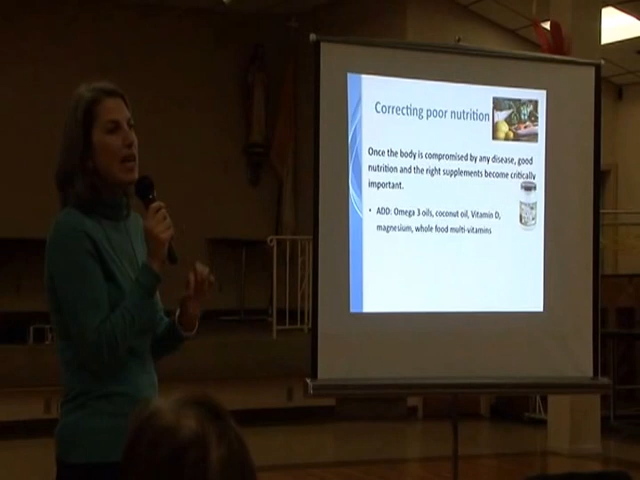 Correcting poor nutrition
Once the body is compromised by any disease, good
nutrition and the right supplements become critically
important.
• ADD: Omega 3 oils, coconut oil, Vitamin D,
magnesium, whole food multi-vitamins